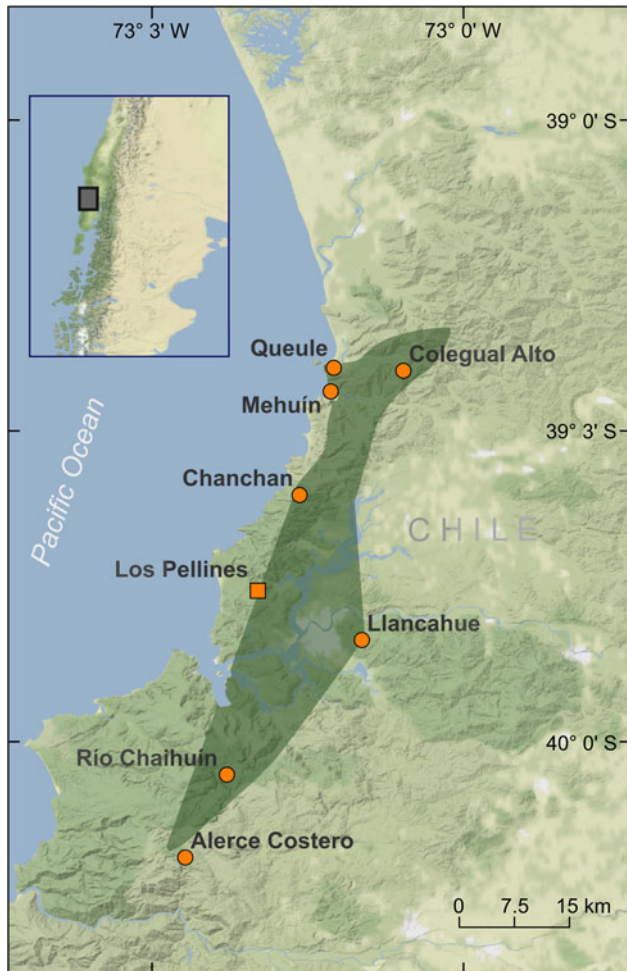 73° 3' W
73° 0' W
39° 0' S
Queule
Colegual Alto
Mehuín
39° 3' S
Chanchan
Pacific Ocean
CHILE
Los Pellines
Llancahue
40° 0' S
Río Chaihuín
Alerce Costero
0 7.5 15 km